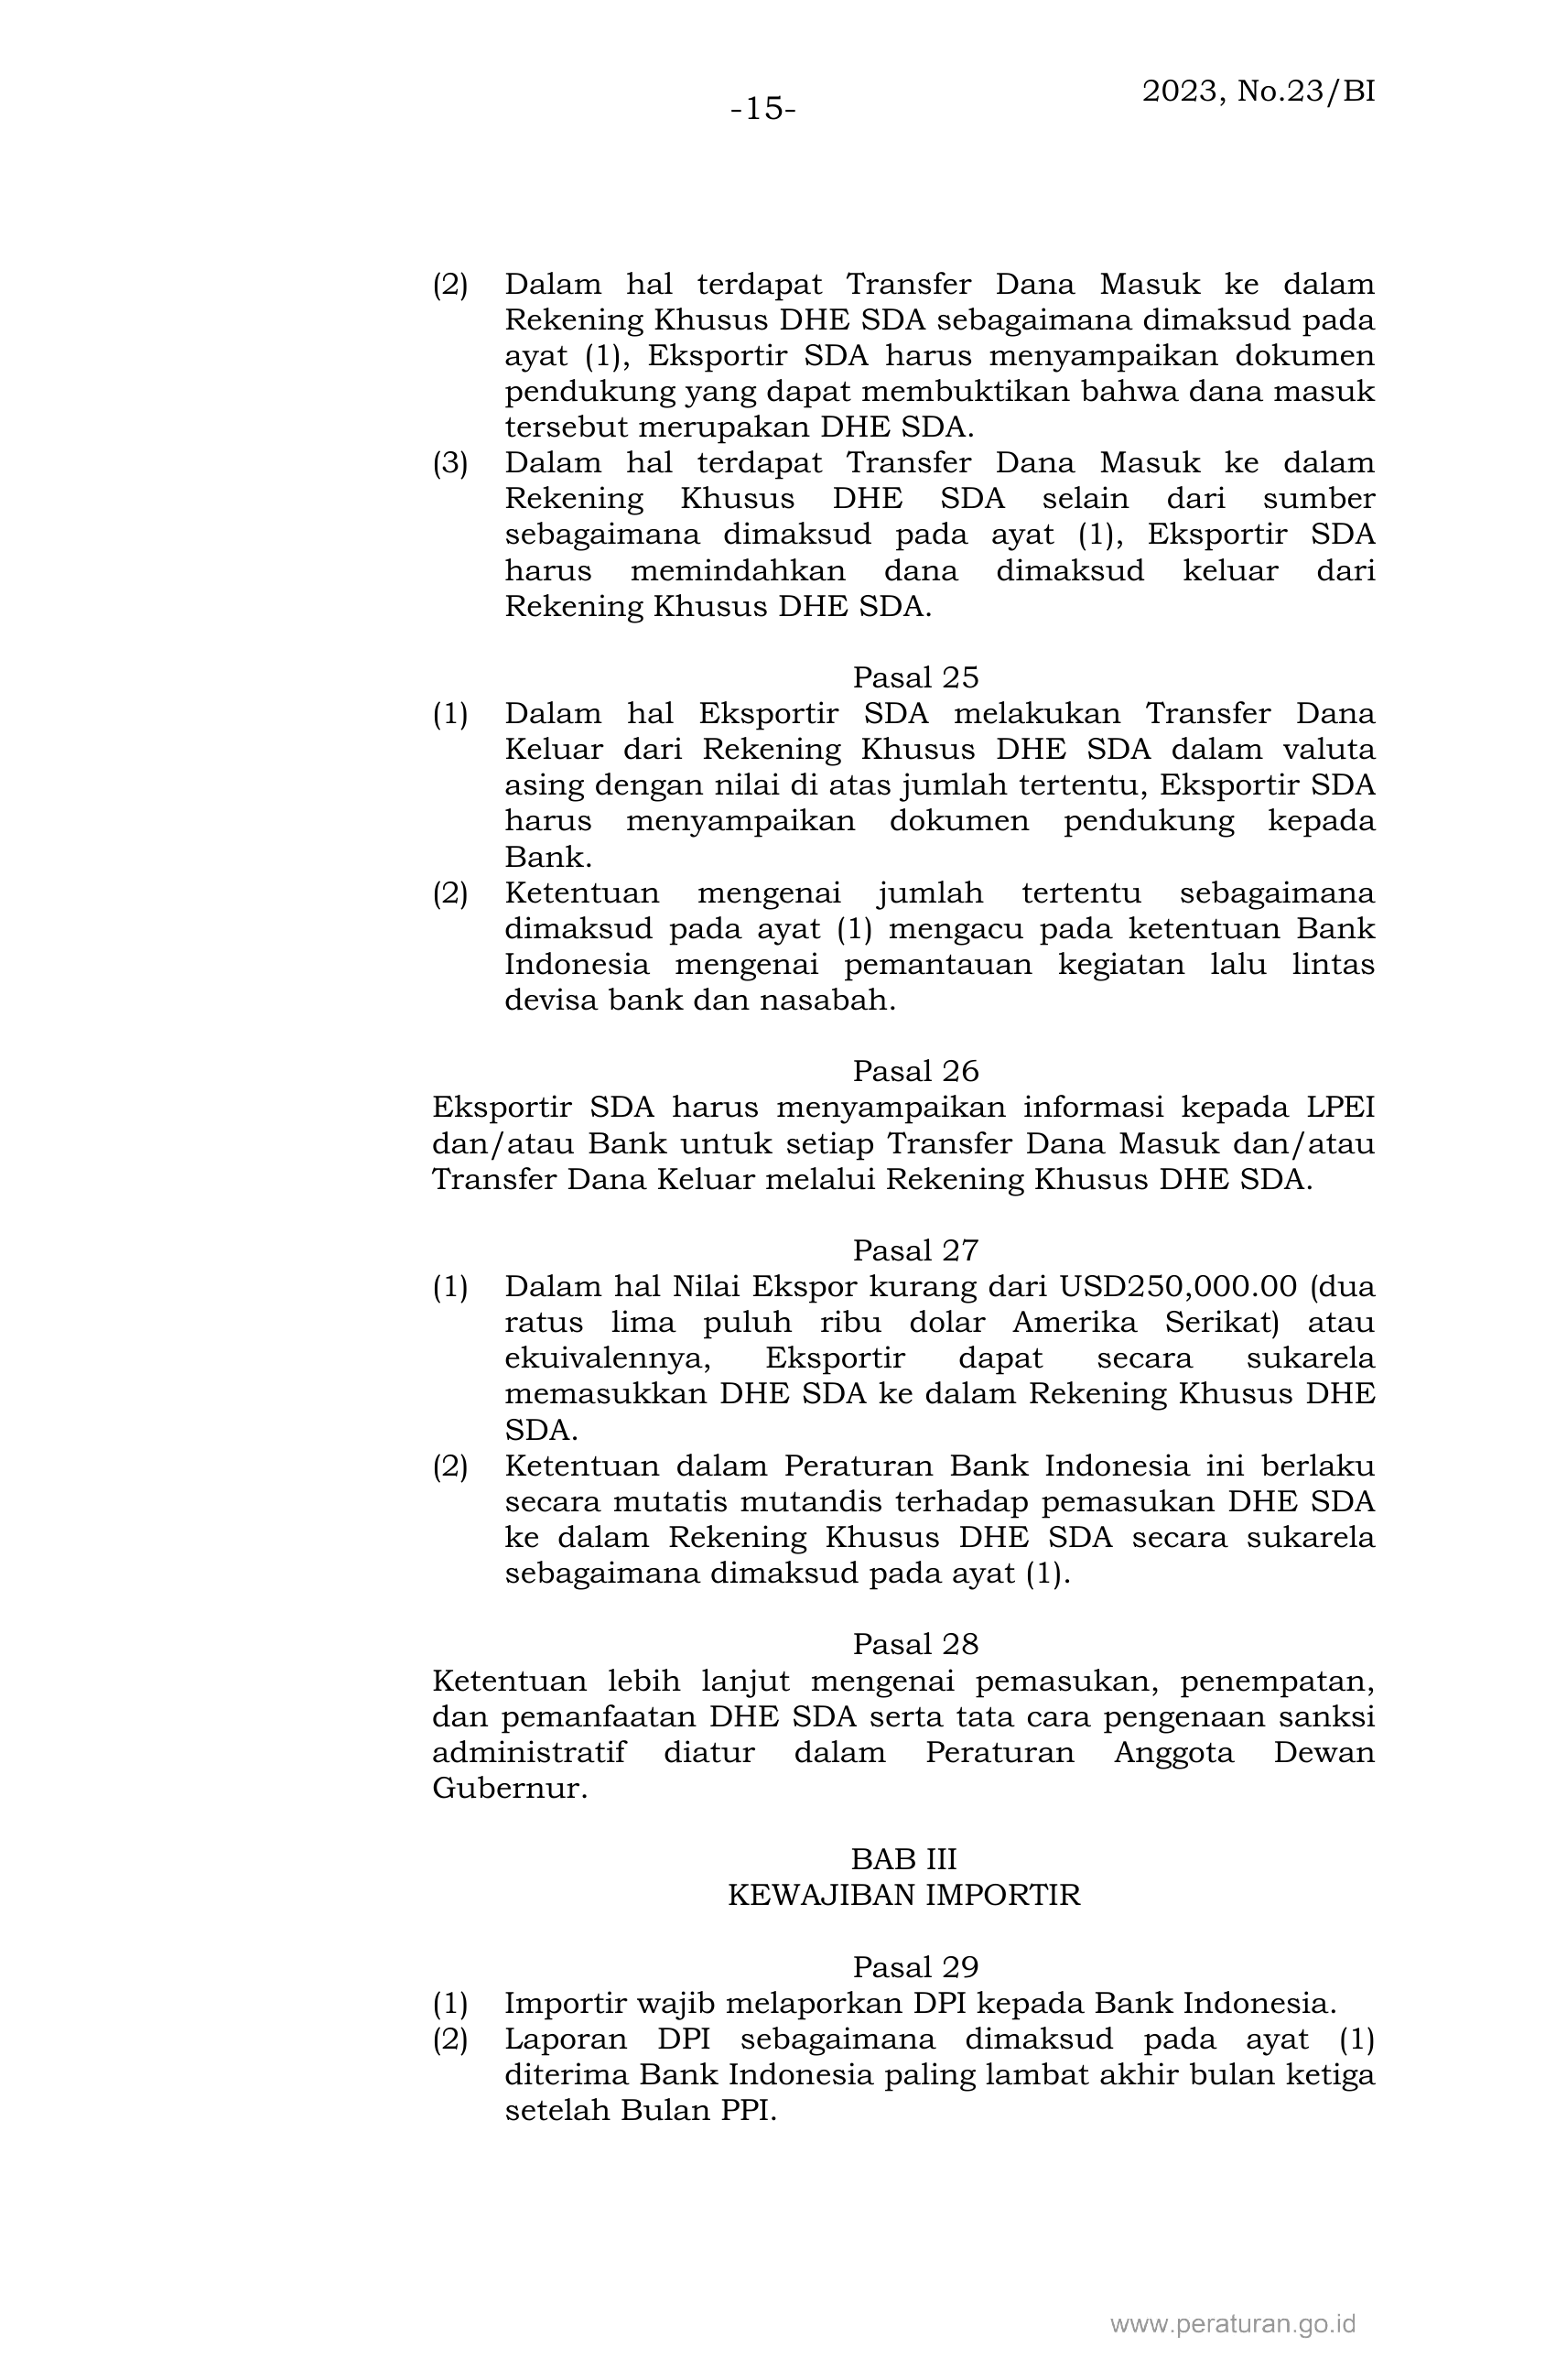 2023, No.23/BI
-15-
(2) Dalam hal terdapat Transfer Dana Masuk ke dalam
Rekening Khusus DHE SDA sebagaimana dimaksud pada
ayat (1), Eksportir SDA harus menyampaikan dokumen
pendukung yang dapat membuktikan bahwa dana masuk
tersebut merupakan DHE SDA.
(3) Dalam hal terdapat Transfer Dana Masuk ke dalam
Rekening Khusus DHE SDA selain dari sumber
sebagaimana dimaksud pada ayat (1), Eksportir SDA
harus memindahkan dana dimaksud keluar dari
Rekening Khusus DHE SDA.
Pasal 25
(1) Dalam hal Eksportir SDA melakukan Transfer Dana
Keluar dari Rekening Khusus DHE SDA dalam valuta
asing dengan nilai di atas jumlah tertentu, Eksportir SDA
harus menyampaikan dokumen pendukung kepada
Bank.
(2) Ketentuan mengenai jumlah tertentu sebagaimana
dimaksud pada ayat (1) mengacu pada ketentuan Bank
Indonesia mengenai pemantauan kegiatan lalu lintas
devisa bank dan nasabah.
Pasal 26
Eksportir SDA harus menyampaikan informasi kepada LPEI
dan/atau Bank untuk setiap Transfer Dana Masuk dan/atau
Transfer Dana Keluar melalui Rekening Khusus DHE SDA.
Pasal 27
(1) Dalam hal Nilai Ekspor kurang dari USD250,000.00 (dua
ratus lima puluh ribu dolar Amerika Serikat) atau
ekuivalennya, Eksportir dapat secara sukarela
memasukkan DHE SDA ke dalam Rekening Khusus DHE
SDA.
(2) Ketentuan dalam Peraturan Bank Indonesia ini berlaku
secara mutatis mutandis terhadap pemasukan DHE SDA
ke dalam Rekening Khusus DHE SDA secara sukarela
sebagaimana dimaksud pada ayat (1).
Pasal 28
Ketentuan lebih lanjut mengenai pemasukan, penempatan,
dan pemanfaatan DHE SDA serta tata cara pengenaan sanksi
administratif diatur dalam Peraturan Anggota Dewan
Gubernur.
BAB III
KEWAJIBAN IMPORTIR
Pasal 29
(1) Importir wajib melaporkan DPI kepada Bank Indonesia.
(2) Laporan DPI sebagaimana dimaksud pada ayat (1)
diterima Bank Indonesia paling lambat akhir bulan ketiga
setelah Bulan PPI.
www.peraturan.go.id